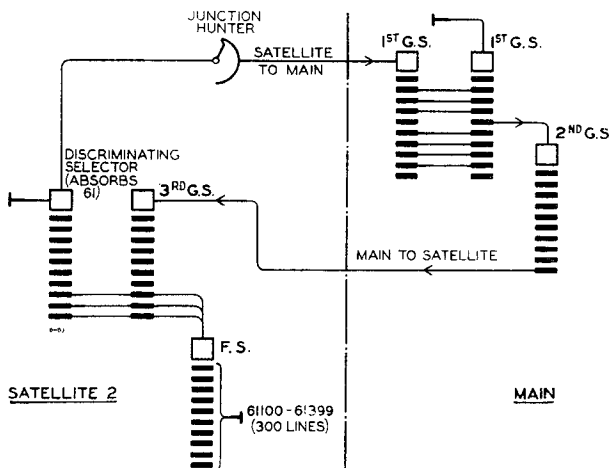 JUNCTION
HUNTER
SATELLITE
TO MAIN
1ST G.S.
1ST G.S.
2ND G.S
DISCRIMINATING
SELECTOR
(ABSORBS
61)
3RD G.S.
MAIN TO SATELLITE
F.S.
SATELLITE 2
61100-61399
(300 LINES)
MAIN